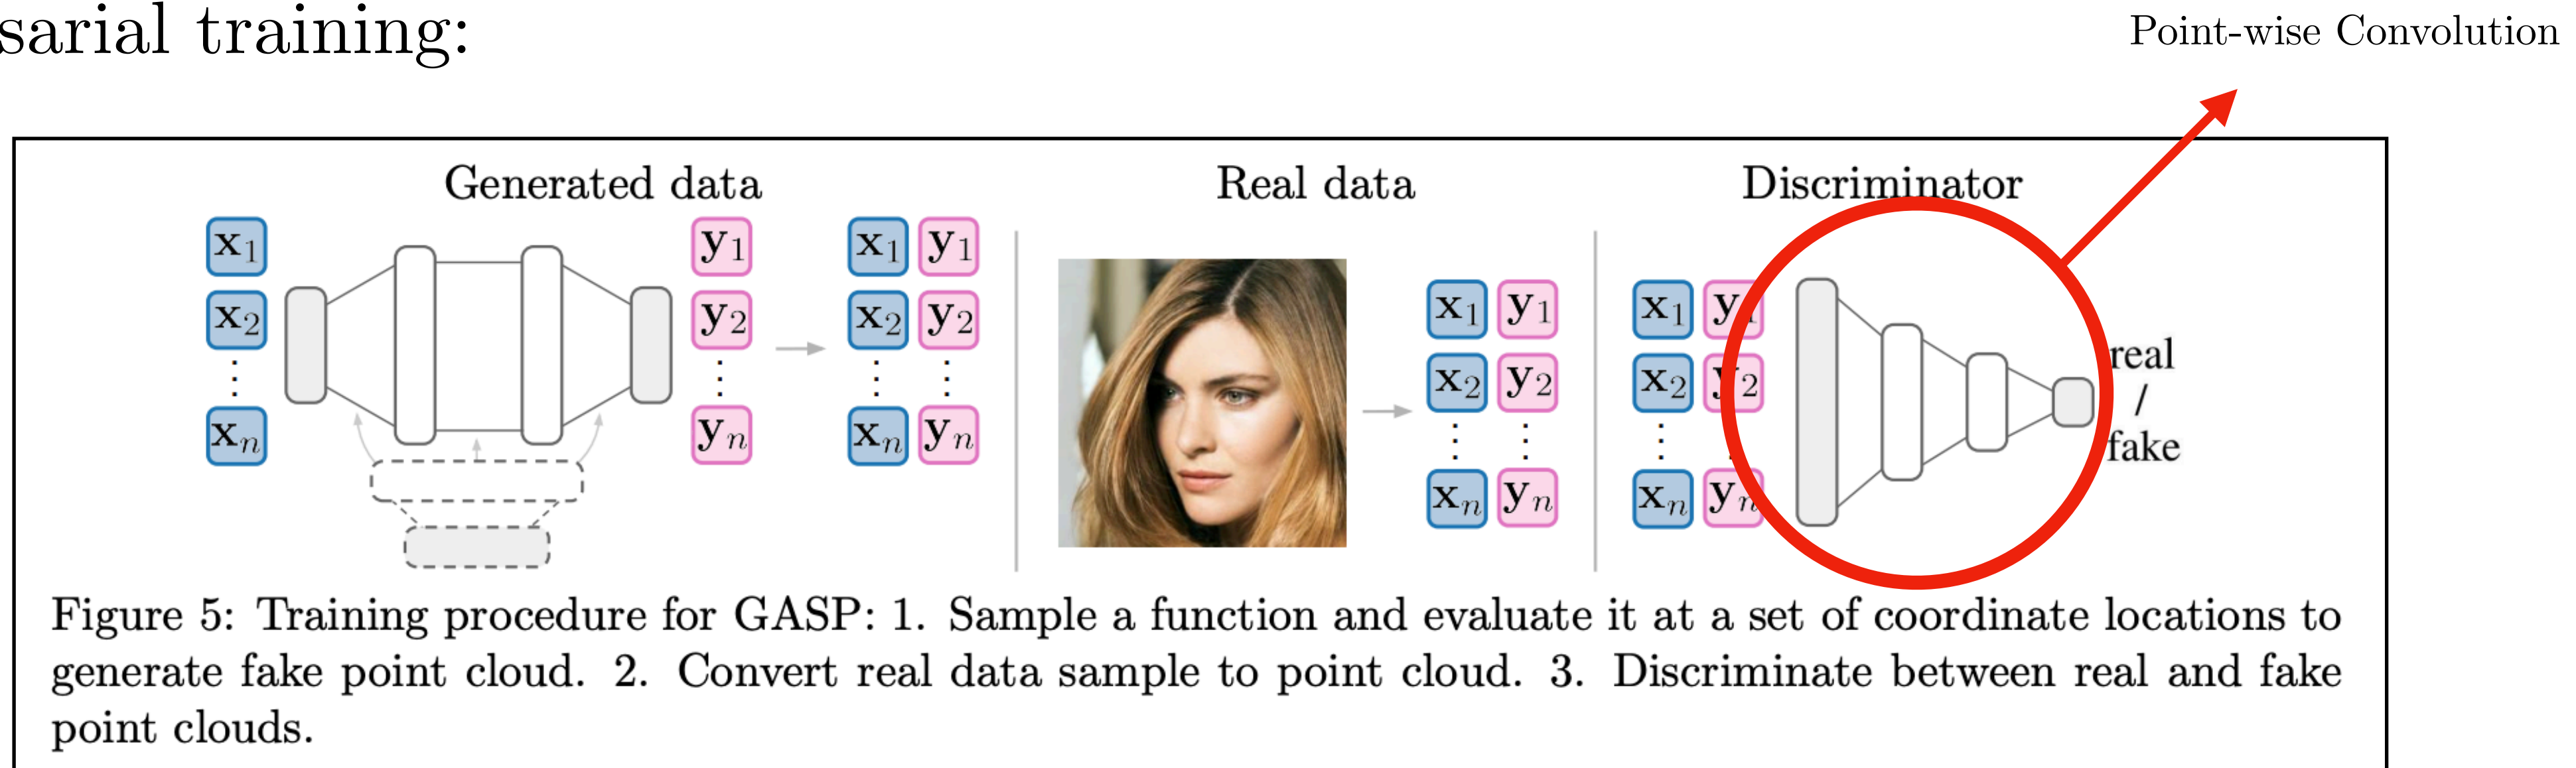 sarial training:
Point-wise Convolution
Generated data
Real data
Discriminator
x1 y1 x1 y1
x2 y2 x2 y2
⋮ ⋮ ⋮ ⋮
xn yn xn yn
x1 y1 x1 y1
x2 y2 x2 y2
⋮ ⋮ ⋮ ⋮
xn yn xn yn
real
/
fake
Figure 5: Training procedure for GASP: 1. Sample a function and evaluate it at a set of coordinate locations to
generate fake point cloud. 2. Convert real data sample to point cloud. 3. Discriminate between real and fake
point clouds.